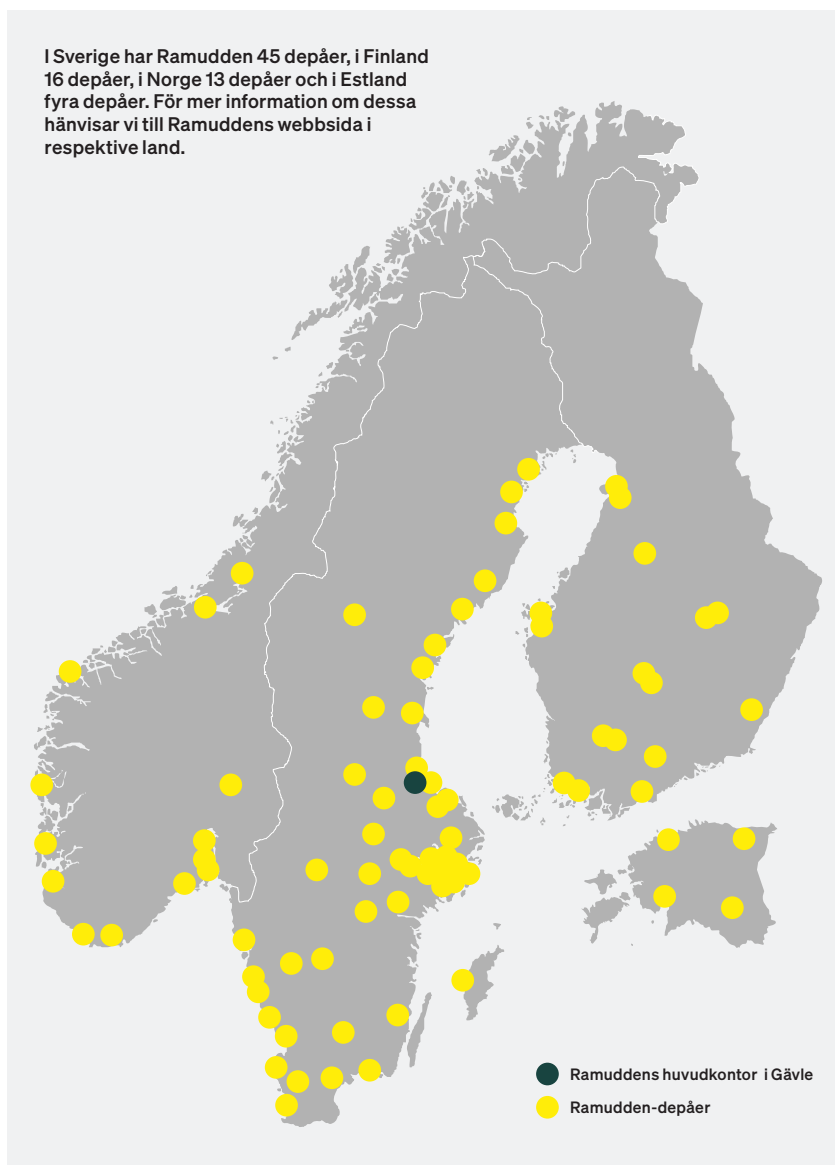 I Sverige har Ramudden 45 depåer, i Finland
16 depåer, i Norge 13 depåer och i Estland
fyra depåer. För mer information om dessa
hänvisar vi till Ramuddens webbsida i
respektive land.
Ramuddens huvudkontor i Gävle
Ramudden-depåer